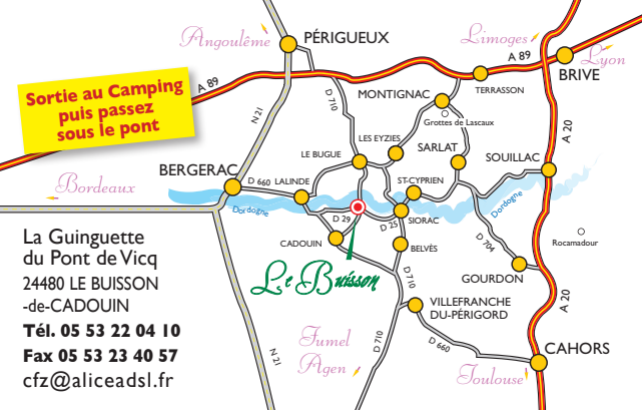 Angoulême
PÉRIGUEUX
Limoges
A 89
Lyon
BRIVE
A 89
TERRASSON
Sortie au Camping
puis passez
sous le pont
N 21
D 710
MONTIGNAC
Grottes de Lascaux
A 20
LES EYZIES
LE BUGUE
SARLAT
SOUILLAC
BERGERAC
D 660
LALINDE
ST-CYPRIEN
Bordeaux
Dordogne
Dordogne
D 29
D 25
SIORAC
CADOUIN
BELVÈS
D 704
Rocamadour
La Guinguette
du Pont de Vicq
24480 LE BUISSON
-de-CADOUIN
Tél. 05 53 22 04 10
Fax 05 53 23 40 57
cfz@aliceadsl.fr
Le Buisson
D 710
GOURDON
A 20
VILLEFRANCHE
DU-PÉRIGORD
Fumel
Agen
N 21
D 710
D 660
CAHORS
Toulouse